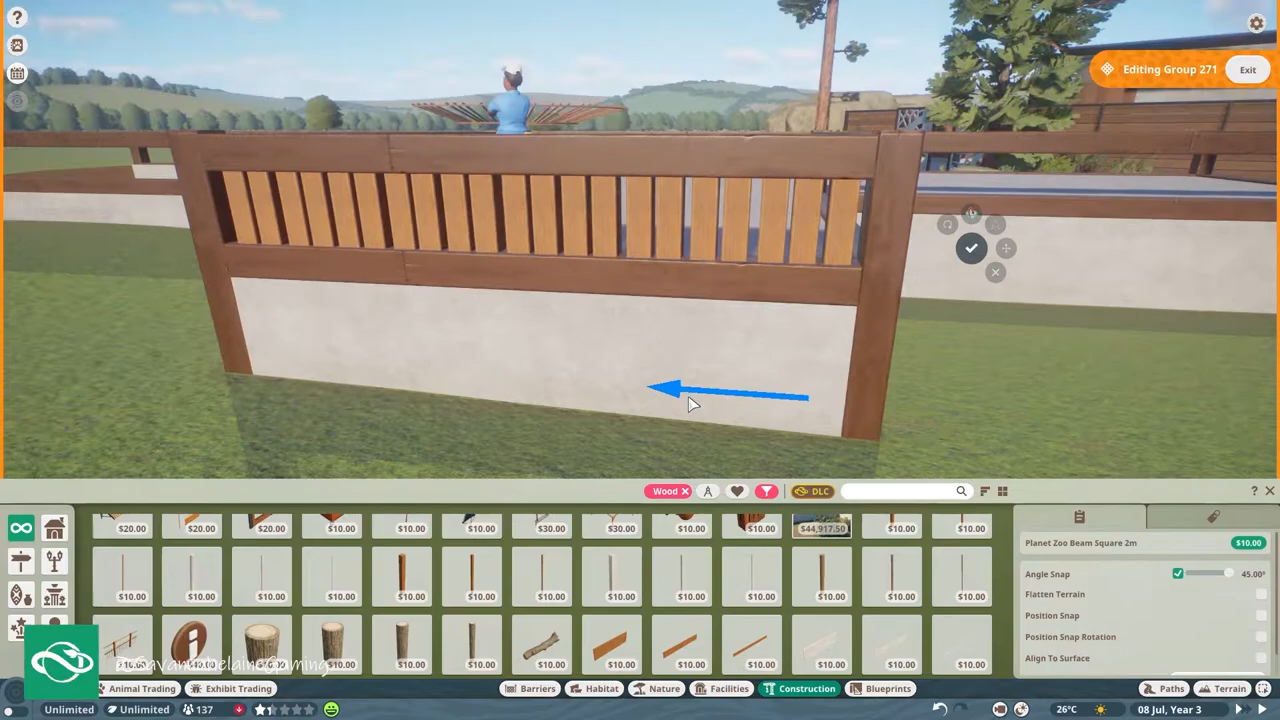 ?
Editing Group 271 Exit
Wood × DLC ? ×
$20.00 $20.00 $20.00 $10.00 $10.00 $10.00 $30.00 $30.00 $10.00 $10.00 $44,917.50 $10.00 $10.00
$10.00 $10.00 $10.00 $10.00 $10.00 $10.00 $10.00 $10.00 $10.00 $10.00 $10.00 $10.00 $10.00
$10.00 $10.00 $10.00 $10.00 $10.00 $10.00 $10.00 $10.00 $10.00 $10.00
Planet Zoo Beam Square 2m $10.00
Angle Snap 45.00°
Flatten Terrain
Position Snap
Position Snap Rotation
Align To Surface
Animal Trading Exhibit Trading Barriers Habitat Nature Facilities Construction Blueprints Paths Terrain
Unlimited Unlimited 137 26°C 08 Jul, Year 3